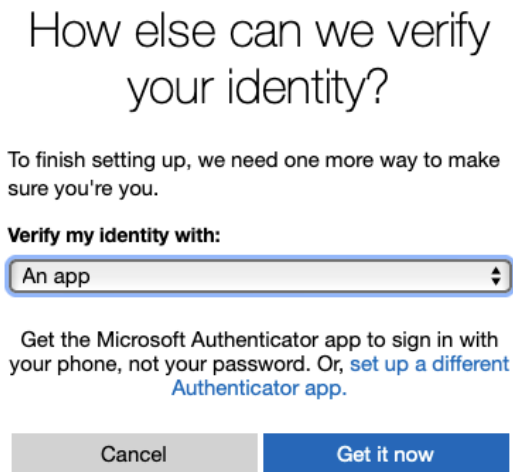 How else can we verify
your identity?
To finish setting up, we need one more way to make
sure you're you.
Verify my identity with:
An app
Get the Microsoft Authenticator app to sign in with
your phone, not your password. Or, set up a different
Authenticator app.
Cancel
Get it now